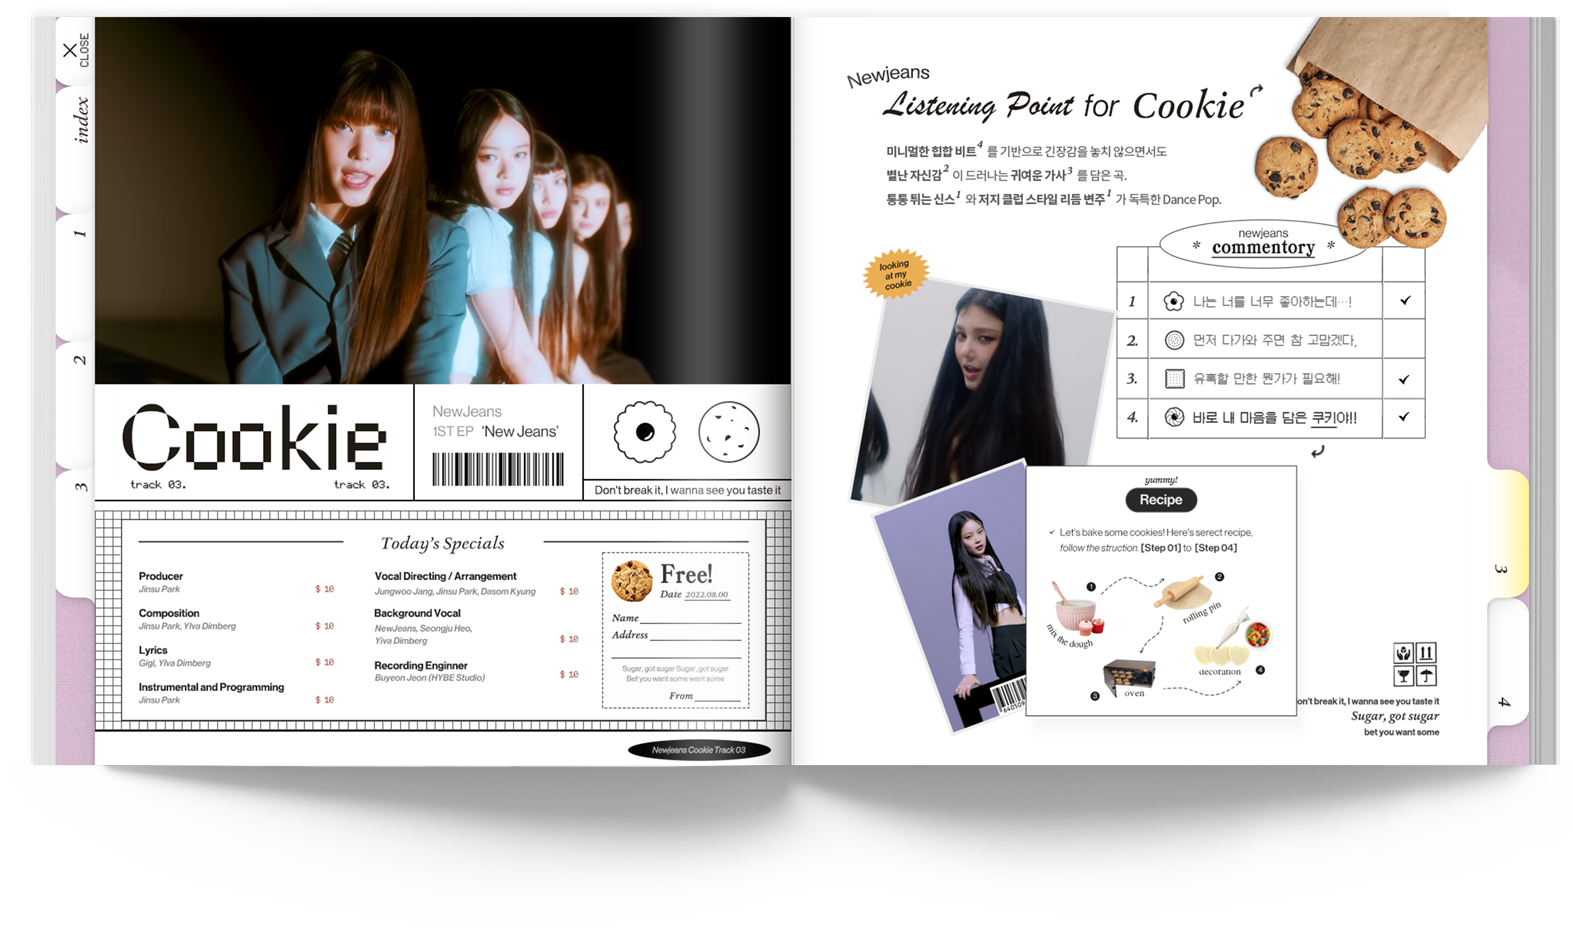 CLOSE
index
1
2
3
Cookie
track 03.
track 03.
NewJeans
1ST EP 'New Jeans'
Don't break it, I wanna see you taste it
Today's Specials
Producer
Jinsu Park
$ 10
Composition
Jinsu Park, Ylva Dimberg
$ 10
Lyrics
Gigi, Ylva Dimberg
$ 10
Instrumental and Programming
Jinsu Park
$ 10
Vocal Directing / Arrangement
Jungwoo Jang, Jinsu Park, Dasom Kyung
$ 10
Background Vocal
NewJeans, Seongju Heo,
Yiva Dimberg
$ 10
Recording Enginner
Buyeon Jeon (HYBE Studio)
$ 10
Free!
Date 2022.08.00
Name
Address
Sugar, got sugar Sugar, got sugar
Bet you want some want some
From
Newjeans Cookie Track 03
Newjeans
Listening Point for Cookie
미니멀한 힙합 비트4 를 기반으로 긴장감을 놓치 않으면서도
별난 자신감2 이 드러나는 귀여운 가사3 를 담은 곡.
통통 튀는 신스1 와 저지 클럽 스타일 리듬 변주1 가 독특한 Dance Pop.
newjeans
* commentory *
1 나는 너를 너무 좋아하는데…!
2. 먼저 다가와 주면 참 고맙겠다,
3. 유혹할 만한 뭔가가 필요해!
4. 바로 내 마음을 담은 쿠키야!!
looking
at my
cookie
yummy!
Recipe
Let's bake some cookies! Here's serect recipe,
follow the struction. [Step 01] to [Step 04]
1
mix the dough
2
rolling pin
3
oven
4
decoration
on't break it, I wanna see you taste it
Sugar, got sugar
bet you want some
3
4